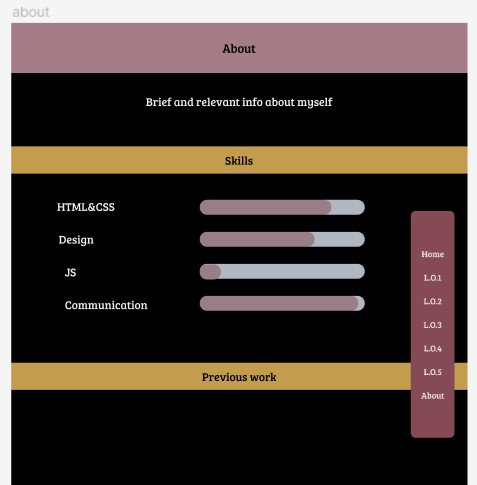 about
About
Brief and relevant info about myself
Skills
HTML&CSS
Design
JS
Communication
Home
L.O.1
L.O.2
L.O.3
L.O.4
L.O.5
About
Previous work